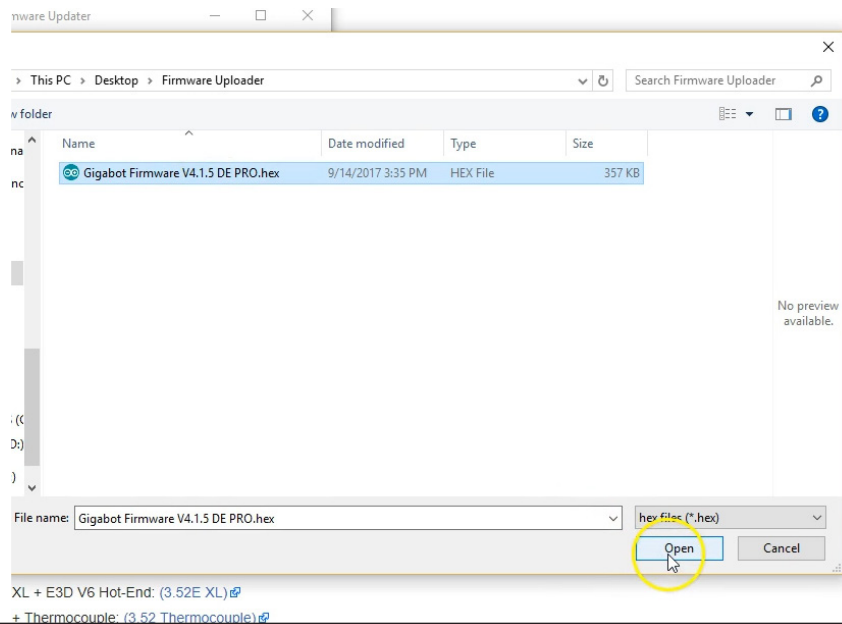 mware Updater
This PC > Desktop > Firmware Uploader
Search Firmware Uploader
w folder
Name Date modified Type Size
na
Gigabot Firmware V4.1.5 DE PRO.hex 9/14/2017 3:35 PM HEX File 357 KB
nc
No preview
available.
(C
D:)
)
File name: Gigabot Firmware V4.1.5 DE PRO.hex hex files (*.hex)
Open Cancel
XL + E3D V6 Hot-End: (3.52E XL)
+ Thermocouple: (3.52 Thermocouple)